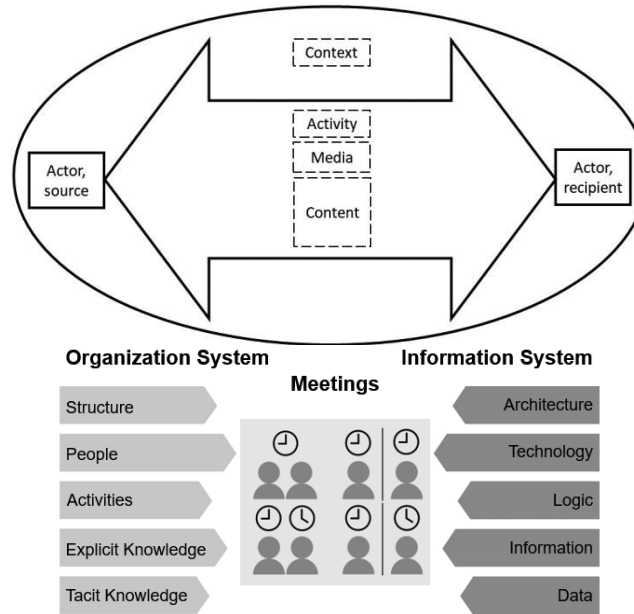 Context
Activity
Media
Content
Actor,
source
Actor,
recipient
Organization System
Information System
Meetings
Structure
People
Activities
Explicit Knowledge
Tacit Knowledge
Architecture
Technology
Logic
Information
Data